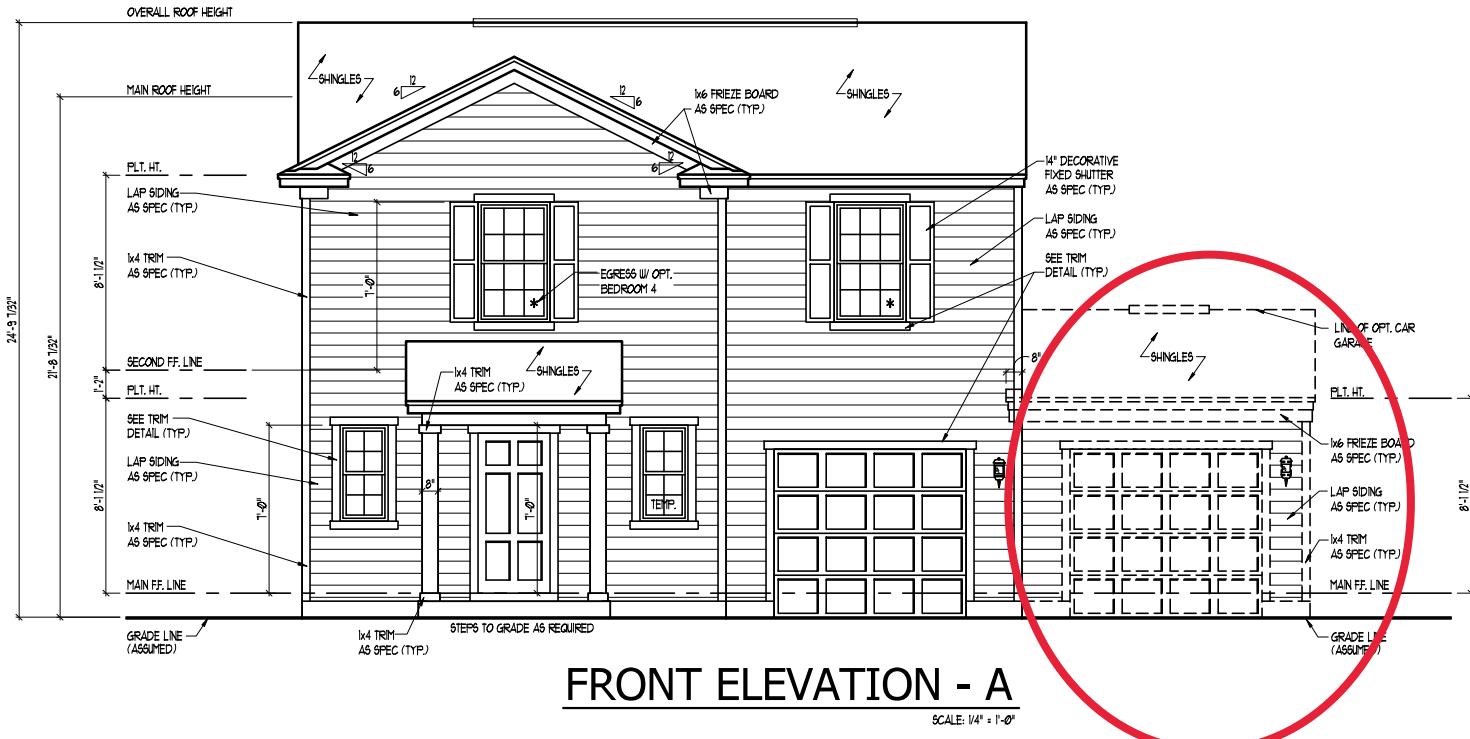 OVERALL ROOF HEIGHT
MAIN ROOF HEIGHT
SHINGLES
12
6
12
6
1x6 FRIEZE BOARD
AS SPEC (TYP.)
SHINGLES
12
6
12
6
PLT. HT.
LAP SIDING
AS SPEC (TYP.)
14" DECORATIVE
FIXED SHUTTER
AS SPEC (TYP.)
LAP SIDING
AS SPEC (TYP.)
1x4 TRIM
AS SPEC (TYP.)
SEE TRIM
DETAIL (TYP.)
8'-1 1/2"
7'-0"
EGRESS W/ OPT.
BEDROOM 4
*
*
24'-9 7/32"
21'-8 7/32"
LINE OF OPT. CAR
GARAGE
SHINGLES
SECOND F.F. LINE
8"
1'-2"
1x4 TRIM
AS SPEC (TYP.)
SHINGLES
PLT. HT.
PLT. HT.
SEE TRIM
DETAIL (TYP.)
1x6 FRIEZE BOARD
AS SPEC (TYP.)
LAP SIDING
AS SPEC (TYP.)
8'-1 1/2"
7'-0"
8"
7'-0"
TEMP.
LAP SIDING
AS SPEC (TYP.)
8'-1 1/2"
1x4 TRIM
AS SPEC (TYP.)
1x4 TRIM
AS SPEC (TYP.)
MAIN F.F. LINE
MAIN F.F. LINE
GRADE LINE
(ASSUMED)
1x4 TRIM
AS SPEC (TYP.)
STEPS TO GRADE AS REQUIRED
GRADE LINE
(ASSUMED)
FRONT ELEVATION - A
SCALE: 1/4" = 1'-0"